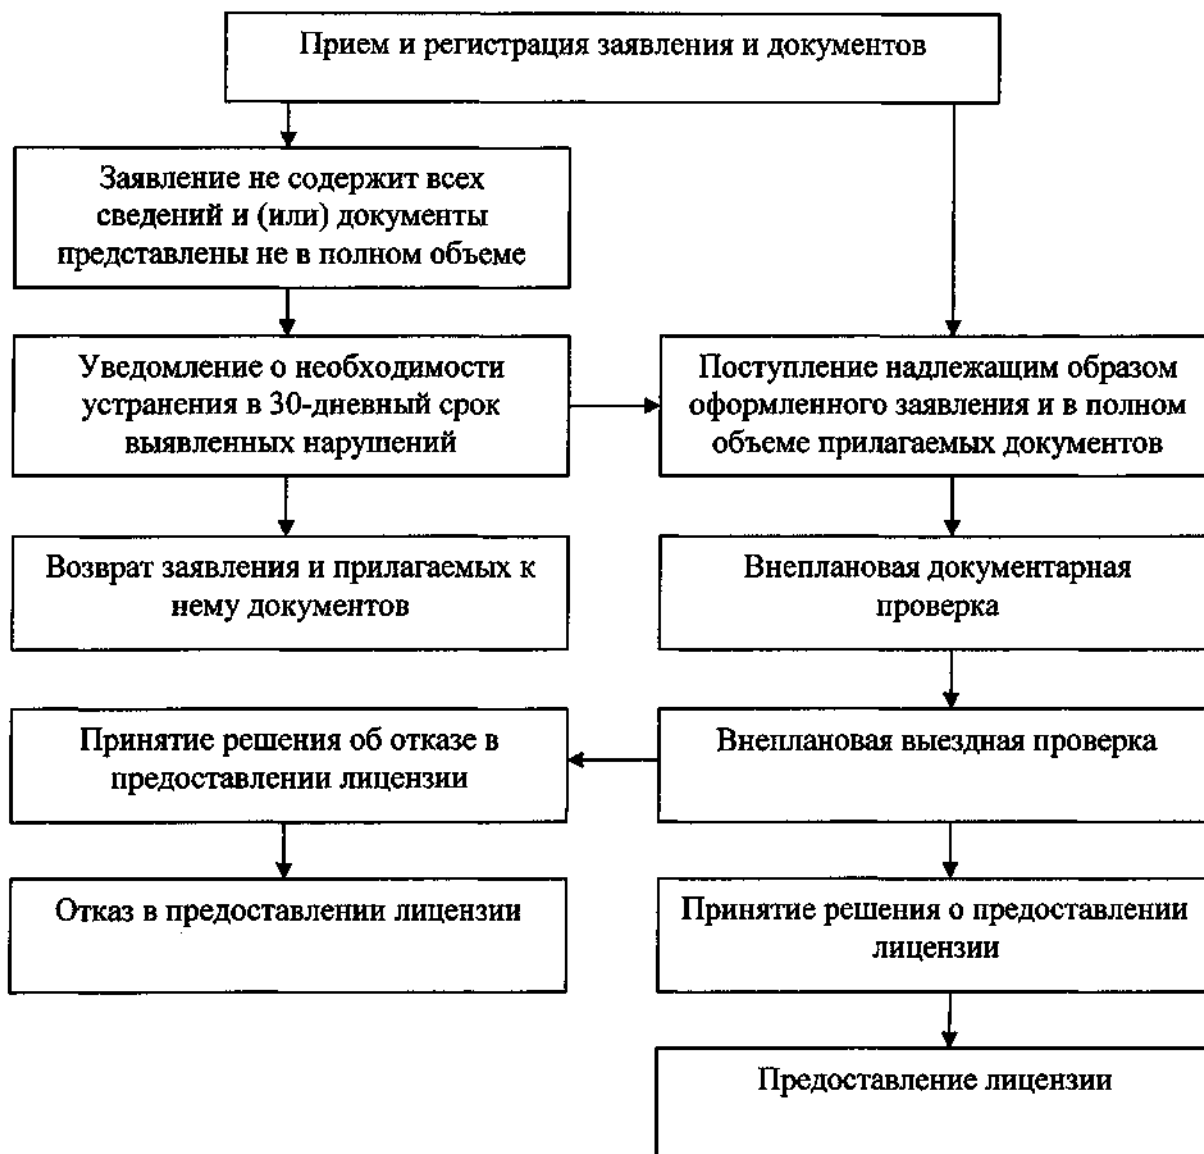 Прием и регистрация заявления и документов
Заявление не содержит всех
сведений и (или) документы
представлены не в полном объеме
Уведомление о необходимости
устранения в 30-дневный срок
выявленных нарушений
Поступление надлежащим образом
оформленного заявления и в полном
объеме прилагаемых документов
Возврат заявления и прилагаемых к
нему документов
Внеплановая документарная
проверка
Принятие решения об отказе в
предоставлении лицензии
Внеплановая выездная проверка
Отказ в предоставлении лицензии
Принятие решения о предоставлении
лицензии
Предоставление лицензии